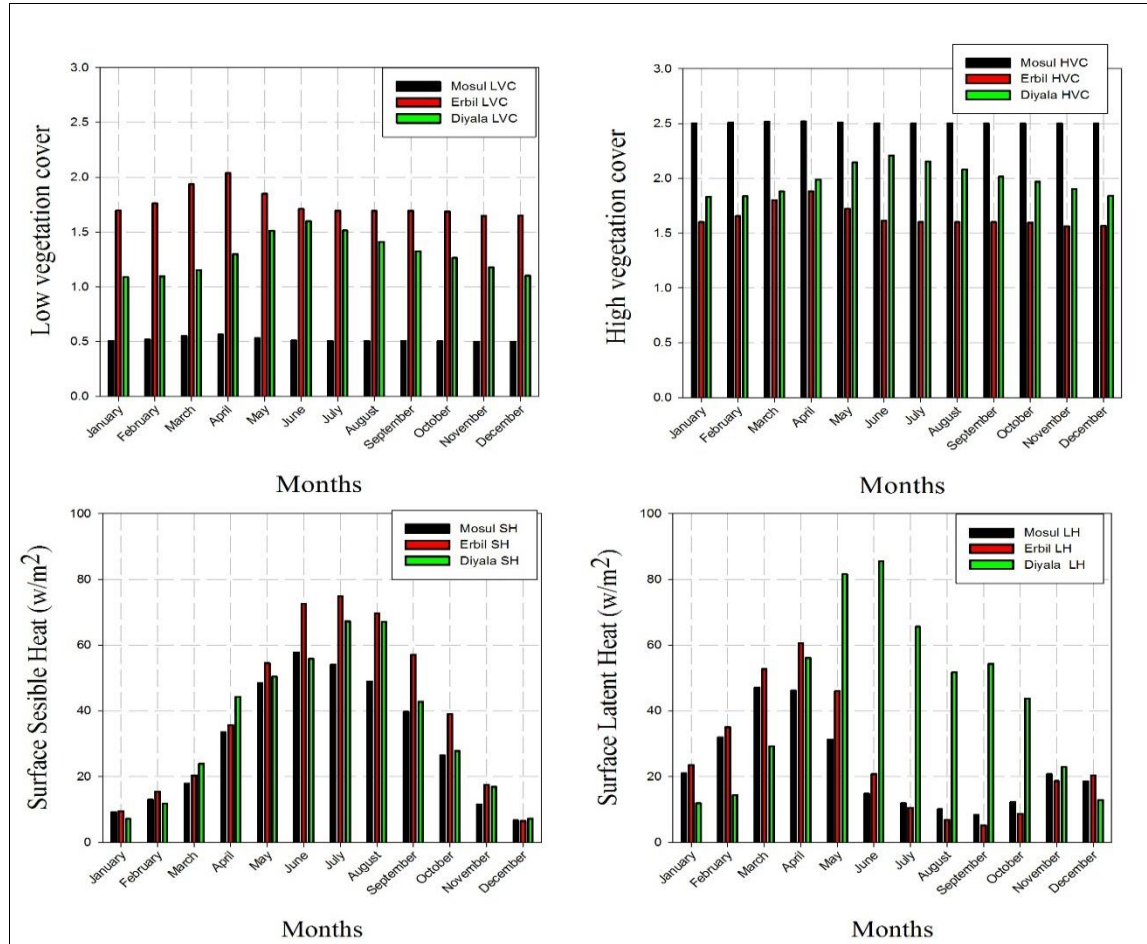 Low vegetation cover
3.0
2.5
2.0
1.5
1.0
0.5
0.0
Mosul LVC
Erbil LVC
Diyala LVC
January
February
March
April
May
June
July
August
September
October
November
December
Months
High vegetation cover
3.0
2.5
2.0
1.5
1.0
0.5
0.0
Mosul HVC
Erbil HVC
Diyala HVC
January
February
March
April
May
June
July
August
September
October
November
December
Months
Surface Sesible Heat (w/m²)
100
80
60
40
20
0
Mosul SH
Erbil SH
Diyala SH
January
February
March
April
May
June
July
August
September
October
November
December
Months
Surface Latent Heat (w/m²)
100
80
60
40
20
0
Mosul LH
Erbil LH
Diyala LH
January
February
March
April
May
June
July
August
September
October
November
December
Months